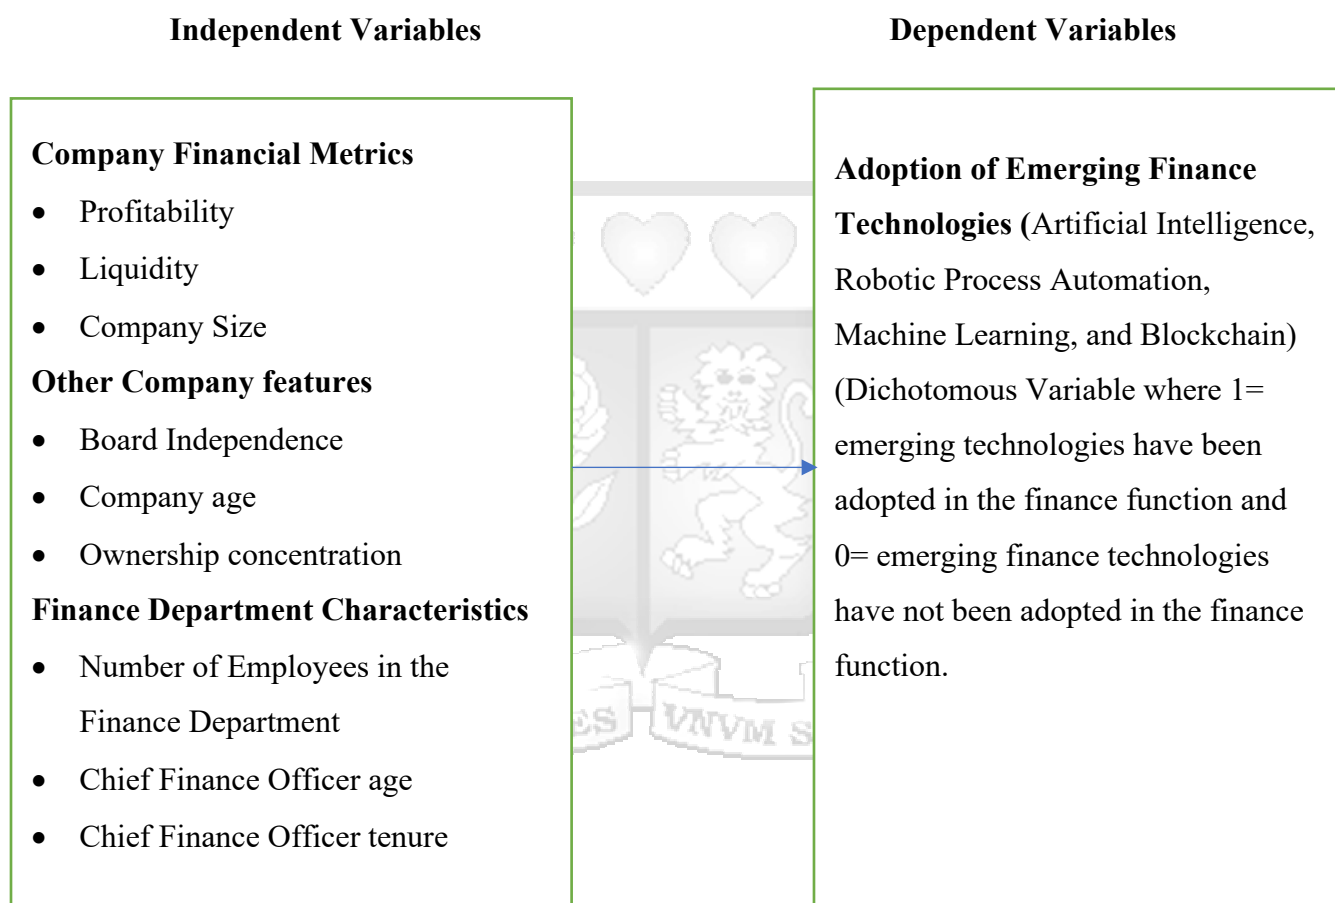 Independent Variables
Dependent Variables
Company Financial Metrics
• Profitability
• Liquidity
• Company Size
Other Company features
• Board Independence
• Company age
• Ownership concentration
Finance Department Characteristics
• Number of Employees in the
Finance Department
• Chief Finance Officer age
• Chief Finance Officer tenure
Adoption of Emerging Finance
Technologies (Artificial Intelligence,
Robotic Process Automation,
Machine Learning, and Blockchain)
(Dichotomous Variable where 1=
emerging technologies have been
adopted in the finance function and
0= emerging finance technologies
have not been adopted in the finance
function.
ES VNVM S